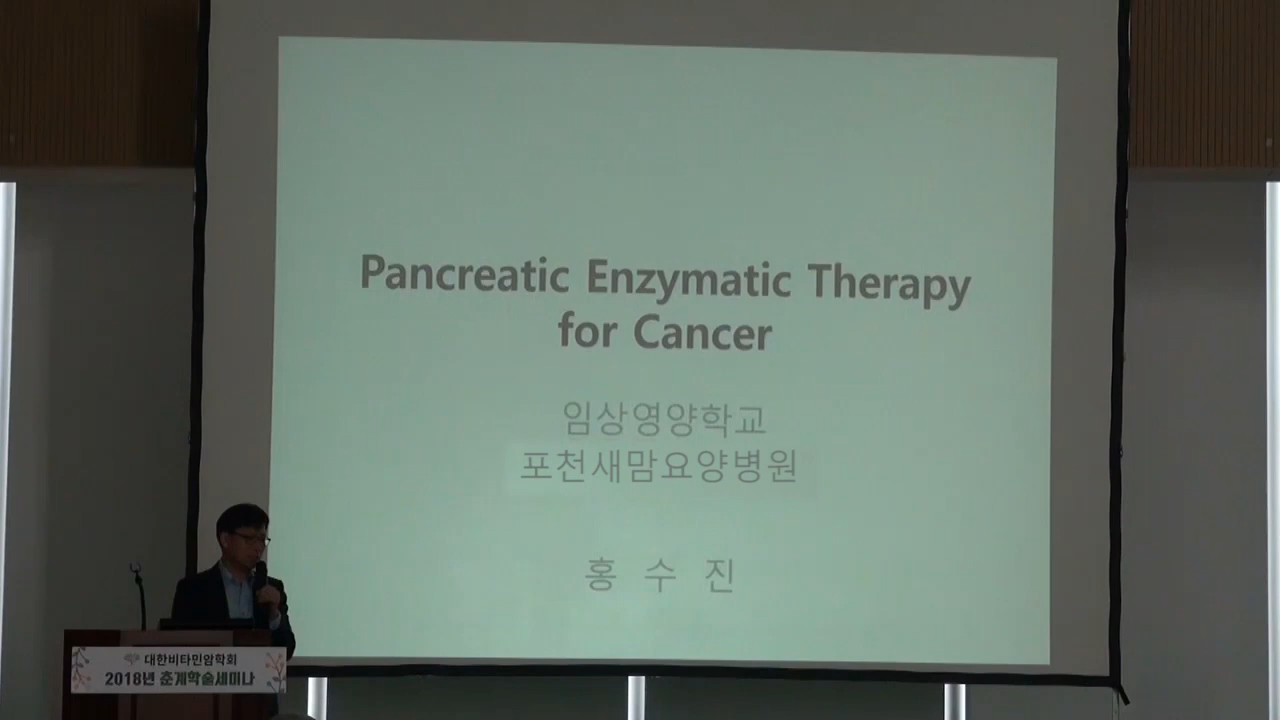 Pancreatic Enzymatic Therapy
for Cancer
임상영양학교
포천새맘요양병원
홍 수 진
대한비타민암학회
2018년 춘계학술세미나